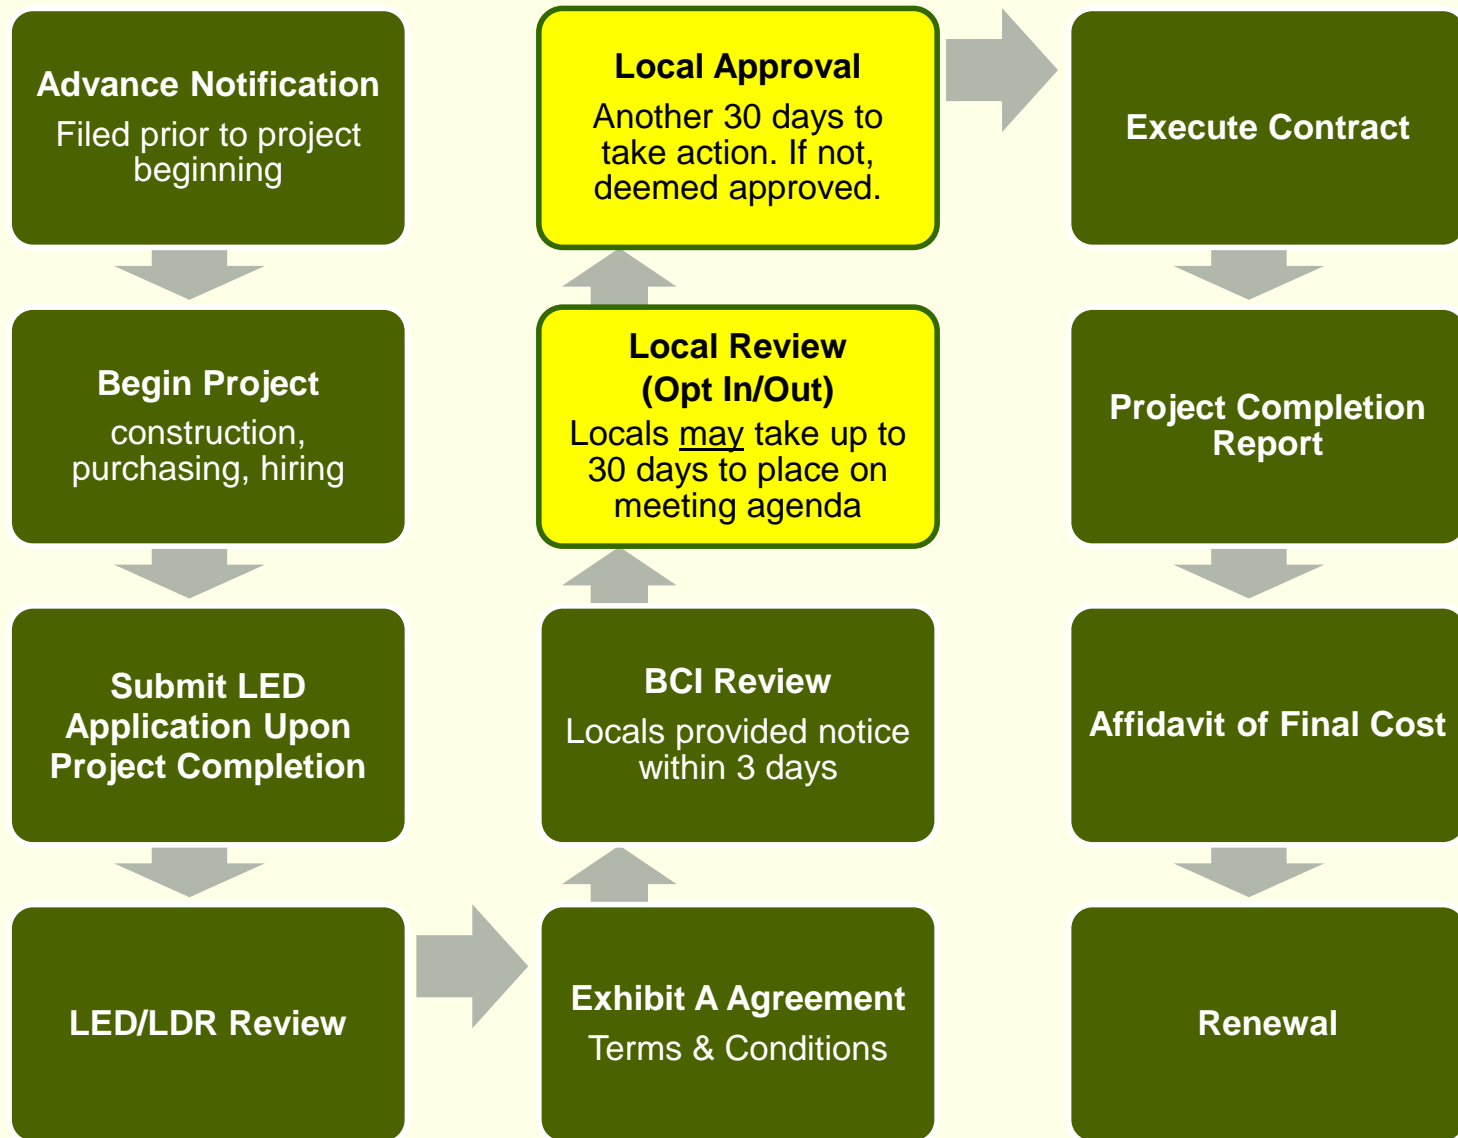 Advance Notification
Filed prior to project
beginning
Begin Project
construction,
purchasing, hiring
Submit LED
Application Upon
Project Completion
LED/LDR Review
Exhibit A Agreement
Terms & Conditions
BCI Review
Locals provided notice
within 3 days
Local Review
(Opt In/Out)
Locals may take up to
30 days to place on
meeting agenda
Local Approval
Another 30 days to
take action. If not,
deemed approved.
Execute Contract
Project Completion
Report
Affidavit of Final Cost
Renewal